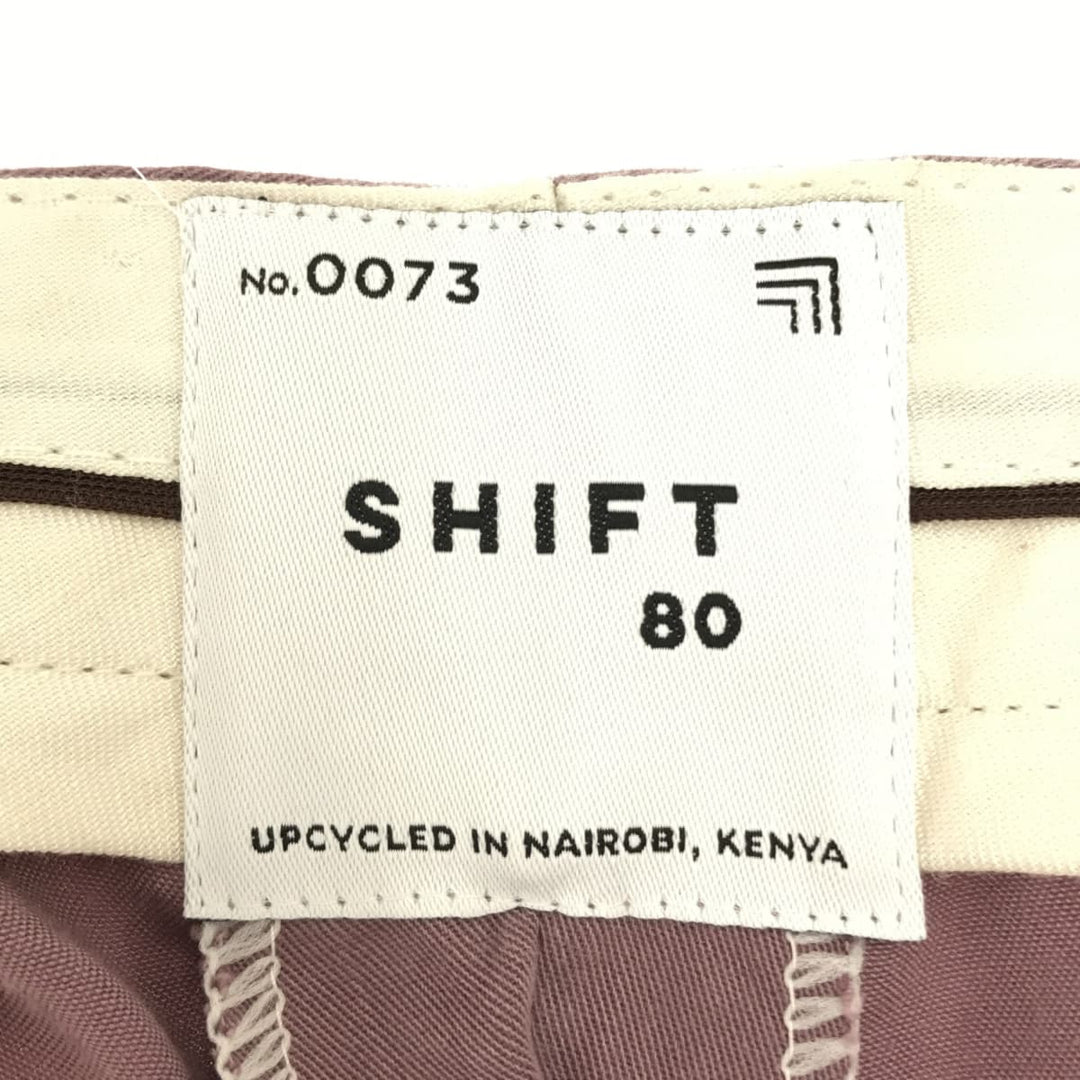 No. 0073
SHIFT
80
UPCYCLED IN NAIROBI, KENYA